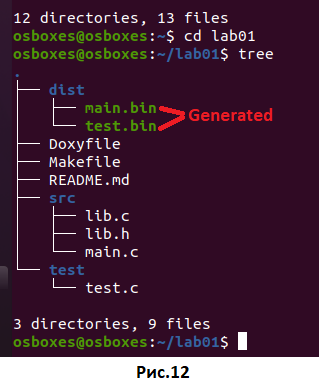 12 directories, 13 files
osboxes@osboxes:~$ cd lab01
osboxes@osboxes:~/lab01$ tree
.
├── dist
│   ├── main.bin
│   └── test.bin
Generated
├── Doxyfile
├── Makefile
├── README.md
├── src
│   ├── lib.c
│   ├── lib.h
│   └── main.c
└── test
    └── test.c
3 directories, 9 files
osboxes@osboxes:~/lab01$
Рис.12